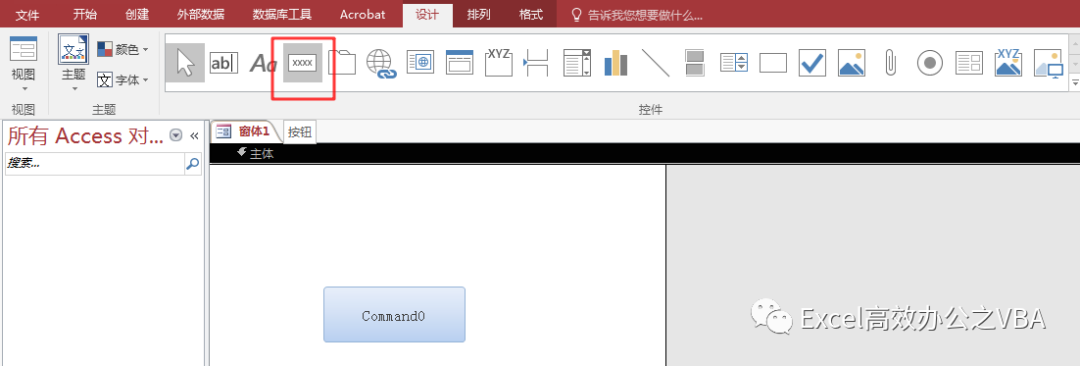 文件 开始 创建 外部数据 数据库工具 Acrobat 设计 排列 格式 告诉我您想要做什么...
颜色
ab Aa xxxx XYZ XYZ
视图 主题 字体
视图 主题 控件
所有 Access 对... « 窗体1 按钮
搜索... 主体
Command0
Excel高效办公之VBA